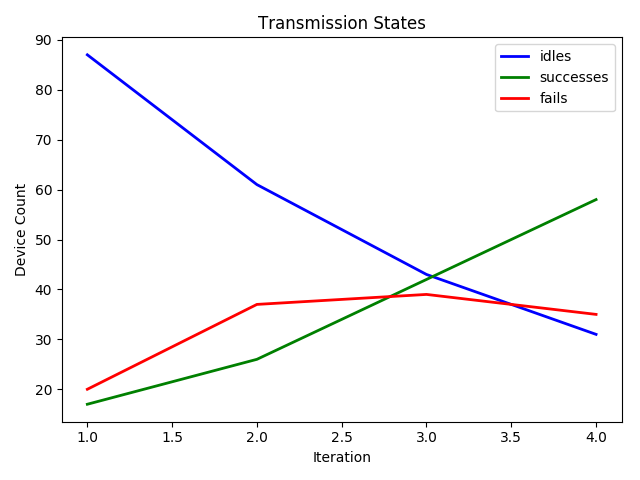 Transmission States
90
80
70
60
50
40
30
20
Device Count
idles
successes
fails
1.0 1.5 2.0 2.5 3.0 3.5 4.0
Iteration